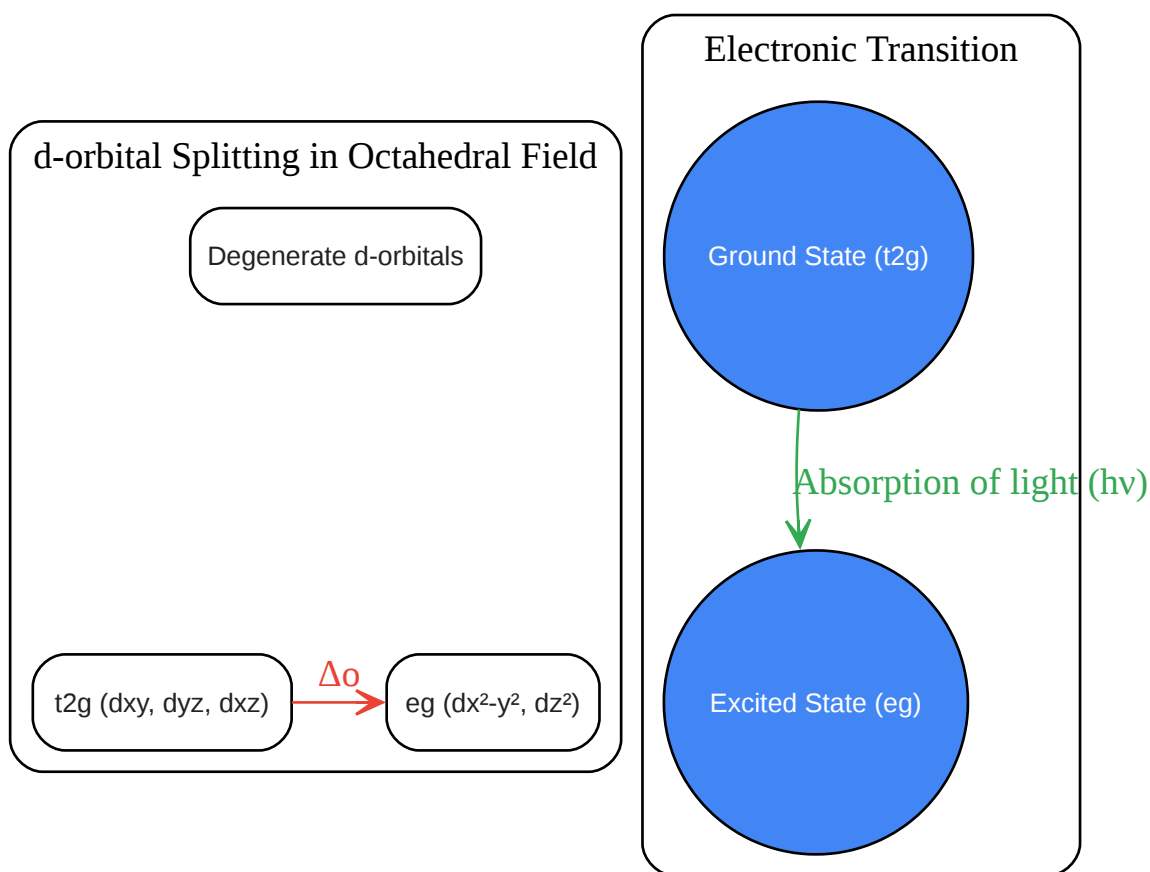 d-orbital Splitting in Octahedral Field
Degenerate d-orbitals
t2g (dxy, dyz, dxz)
Δo
eg (dx²-y², dz²)
Electronic Transition
Ground State (t2g)
Absorption of light (hν)
Excited State (eg)